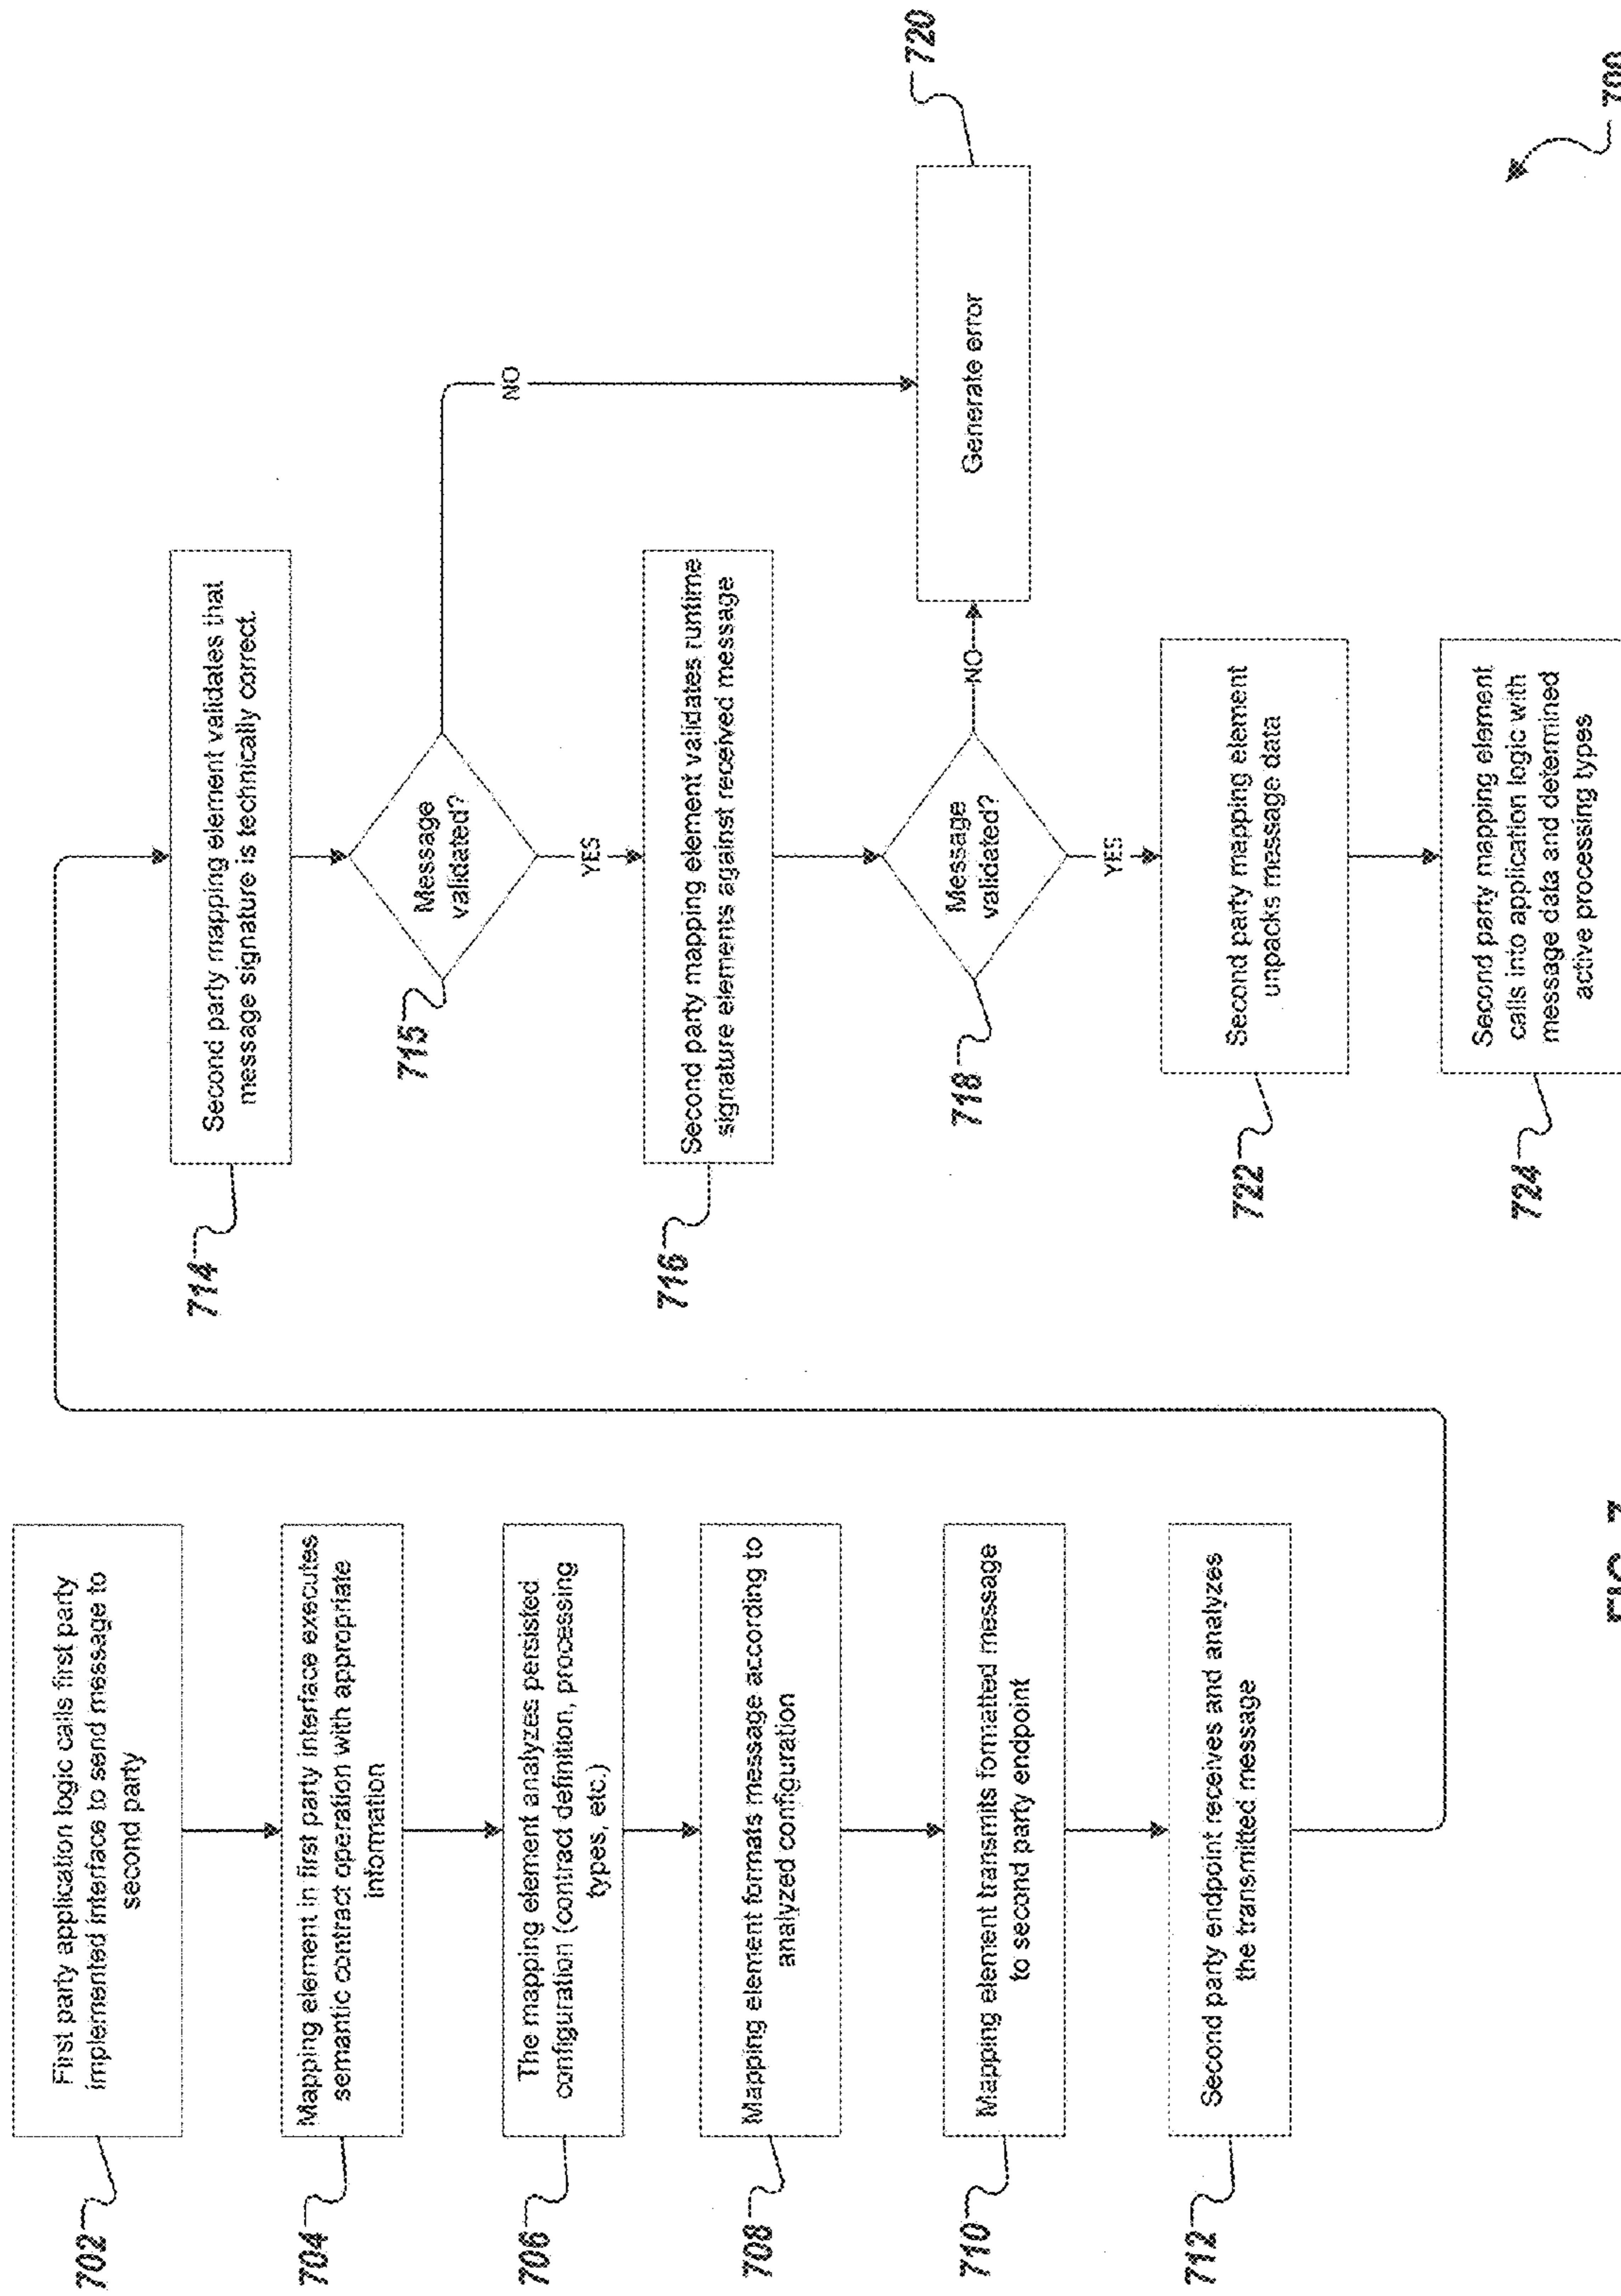 702
First party application logic calls first party
implemented interface to send message to
second party
704
Mapping element in first party interface executes
semantic contract operation with appropriate
information
706
The mapping element analyzes persisted
configuration (contract definition, processing
types, etc.)
708
Mapping element formats message according to
analyzed configuration
710
Mapping element transmits formatted message
to second party endpoint
712
Second party endpoint receives and analyzes
the transmitted message
714
Second party mapping element validates that
message signature is technically correct.
715
Message
validated?
NO
YES
716
Second party mapping element validates runtime
signature elements against received message
718
Message
validated?
NO
720
Generate error
YES
722
Second party mapping element
unpacks message data
724
Second party mapping element
calls into application logic with
message data and determined
active processing types
700
FIG. 7